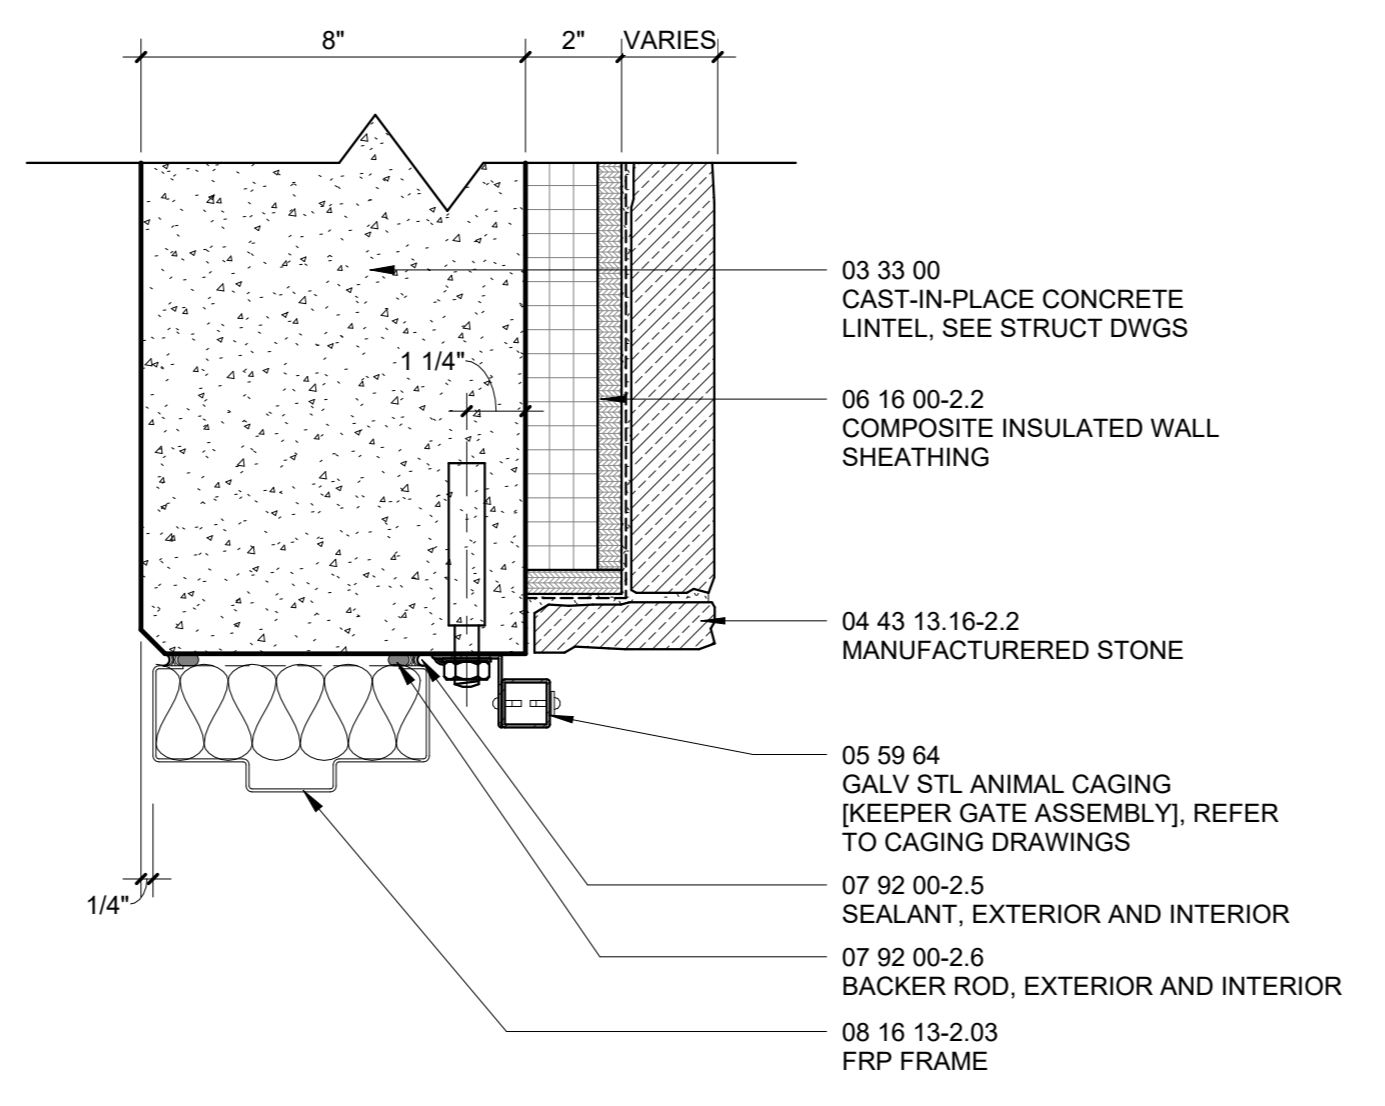 8" 2" VARIES
03 33 00
CAST-IN-PLACE CONCRETE
LINTEL, SEE STRUCT DWGS
1 1/4"
06 16 00-2.2
COMPOSITE INSULATED WALL
SHEATHING
04 43 13.16-2.2
MANUFACTURERED STONE
05 59 64
GALV STL ANIMAL CAGING
[KEEPER GATE ASSEMBLY], REFER
TO CAGING DRAWINGS
1/4"
07 92 00-2.5
SEALANT, EXTERIOR AND INTERIOR
07 92 00-2.6
BACKER ROD, EXTERIOR AND INTERIOR
08 16 13-2.03
FRP FRAME